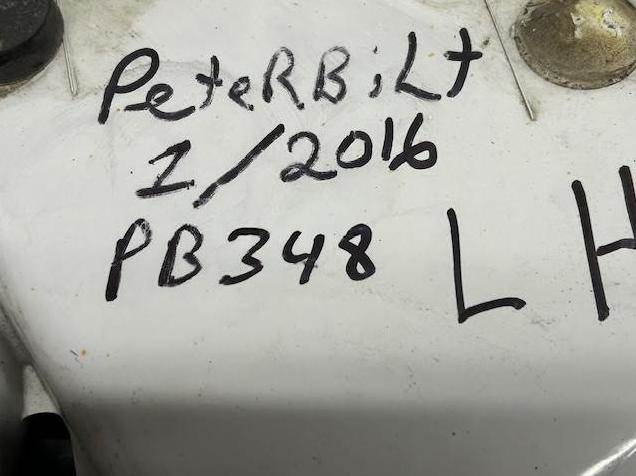 PeteRBiLt
1/2016
PB348 LH